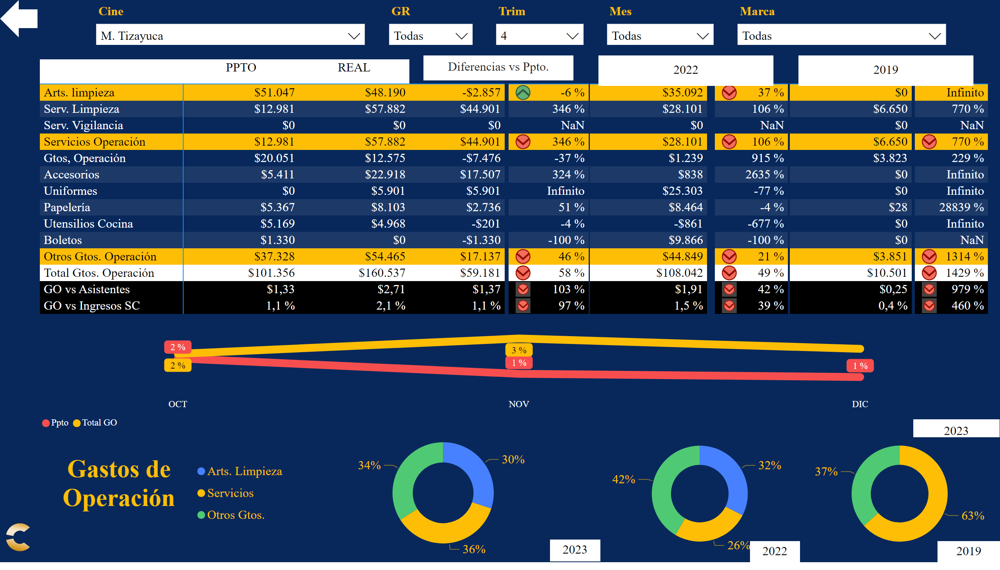 Cine GR Trim Mes Marca
M. Tizayuca Todas 4 Todas Todas
PPTO REAL Diferencias vs Ppto. 2022 2019
Arts. limpieza $51.047 $48.190 -$2.857 -6 % $35.092 37 % $0 Infinito
Serv. Limpieza $12.981 $57.882 $44.901 346 % $28.101 106 % $6.650 770 %
Serv. Vigilancia $0 $0 $0 NaN $0 NaN $0 NaN
Servicios Operación $12.981 $57.882 $44.901 346 % $28.101 106 % $6.650 770 %
Gtos, Operación $20.051 $12.575 -$7.476 -37 % $1.239 915 % $3.823 229 %
Accesorios $5.411 $22.918 $17.507 324 % $838 2635 % $0 Infinito
Uniformes $0 $5.901 $5.901 Infinito $25.303 -77 % $0 Infinito
Papelería $5.367 $8.103 $2.736 51 % $8.464 -4 % $28 28839 %
Utensilios Cocina $5.169 $4.968 -$201 -4 % -$861 -677 % $0 Infinito
Boletos $1.330 $0 -$1.330 -100 % $9.866 -100 % $0 NaN
Otros Gtos. Operación $37.328 $54.465 $17.137 46 % $44.849 21 % $3.851 1314 %
Total Gtos. Operación $101.356 $160.537 $59.181 58 % $108.042 49 % $10.501 1429 %
GO vs Asistentes $1,33 $2,71 $1,37 103 % $1,91 42 % $0,25 979 %
GO vs Ingresos SC 1,1 % 2,1 % 1,1 % 97 % 1,5 % 39 % 0,4 % 460 %
2 % 3 %
2 % 1 % 1 %
OCT NOV DIC
Ppto Total GO
2023
Gastos de
Operación
Arts. Limpieza
Servicios
Otros Gtos.
34% 30%
36%
2023
42% 32%
26%
2022
37%
63%
2019